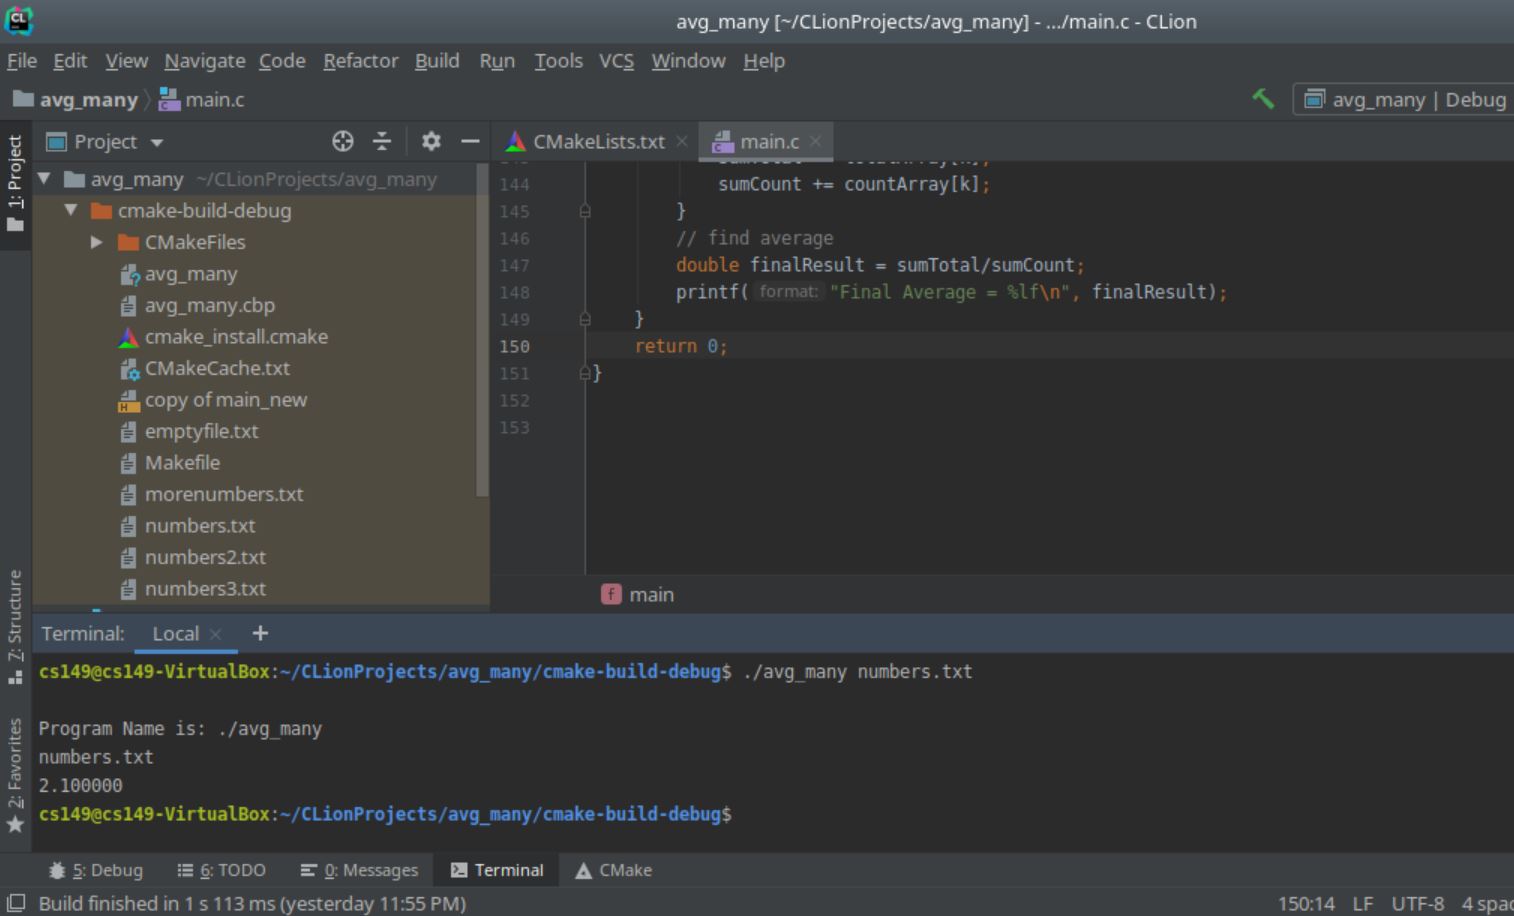 avg_many [~/CLionProjects/avg_many] - .../main.c - CLion
File Edit View Navigate Code Refactor Build Run Tools VCS Window Help
avg_many main.c
avg_many | Debug
1: Project
Project
CMakeLists.txt
main.c
avg_many ~/CLionProjects/avg_many
cmake-build-debug
CMakeFiles
avg_many
avg_many.cbp
cmake_install.cmake
CMakeCache.txt
copy of main_new
emptyfile.txt
Makefile
morenumbers.txt
numbers.txt
numbers2.txt
numbers3.txt
144 sumCount += countArray[k];
145 }
146 // find average
147 double finalResult = sumTotal/sumCount;
148 printf( format: "Final Average = %lf\n", finalResult);
149 }
150 return 0;
151 }
152
153
f main
7: Structure
2: Favorites
Terminal: Local
cs149@cs149-VirtualBox:~/CLionProjects/avg_many/cmake-build-debug$ ./avg_many numbers.txt
Program Name is: ./avg_many
numbers.txt
2.100000
cs149@cs149-VirtualBox:~/CLionProjects/avg_many/cmake-build-debug$
5: Debug 6: TODO 0: Messages Terminal CMake
Build finished in 1 s 113 ms (yesterday 11:55 PM)
150:14 LF UTF-8 4 spac